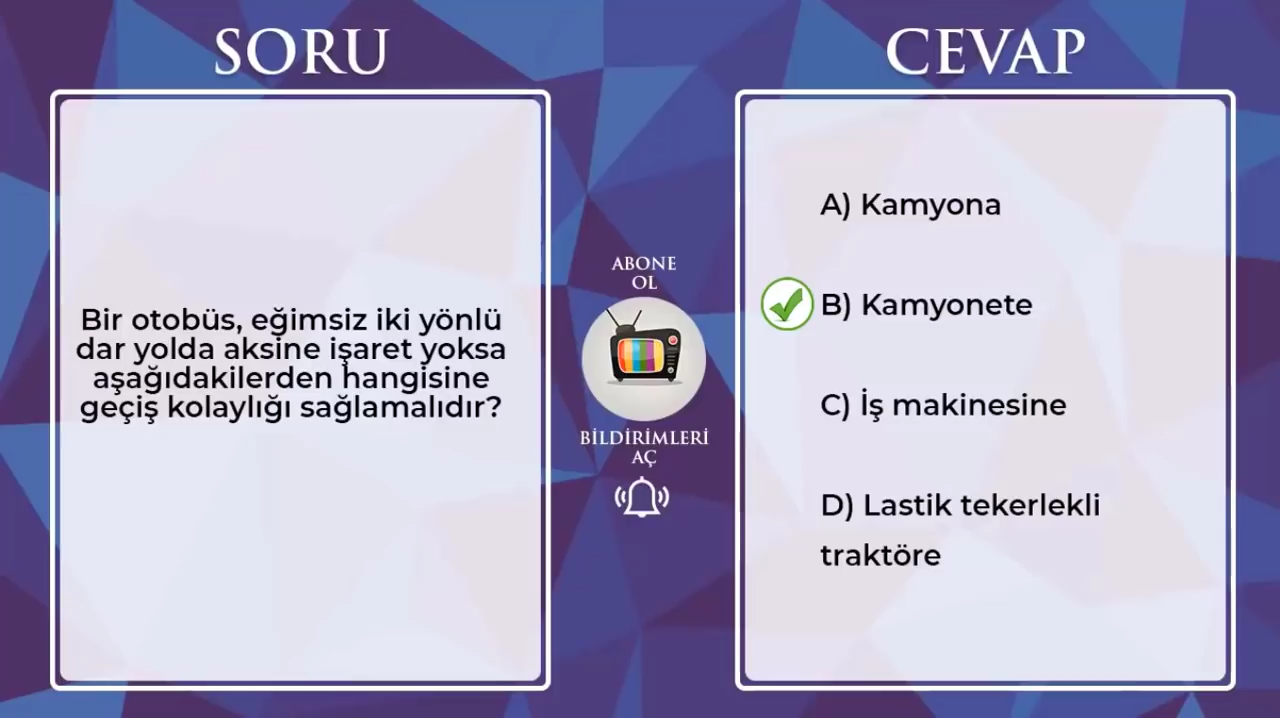 SORU
Bir otobüs, eğimsiz iki yönlü
dar yolda aksine işaret yoksa
aşağıdakilerden hangisine
geçiş kolaylığı sağlamalıdır?
ABONE
OL
BİLDİRİMLERİ
AÇ
CEVAP
A) Kamyona
B) Kamyonete
C) İş makinesine
D) Lastik tekerlekli
traktöre